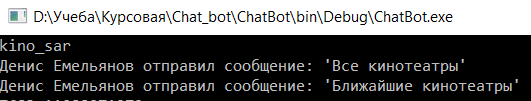 D:\Учеба\Курсовая\Chat_bot\ChatBot\bin\Debug\ChatBot.exe
kino_sar
Денис Емельянов отправил сообщение: 'Все кинотеатры'
Денис Емельянов отправил сообщение: 'Ближайшие кинотеатры'